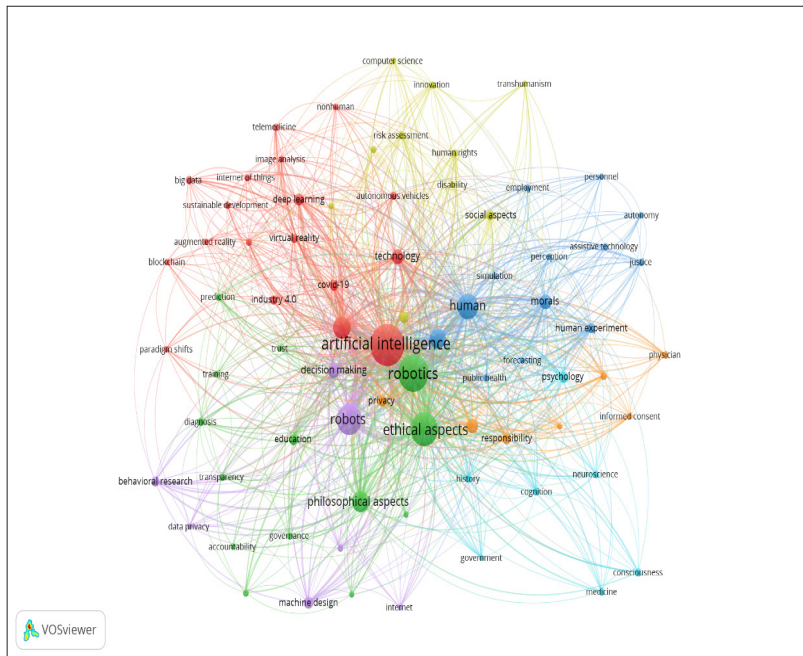 computer science
innovation
transhumanism
nonhuman
telemedicine
risk assessment
human rights
image analysis
big data
internet of things
personnel
deep learning
autonomous vehicles
disability
employment
sustainable development
social aspects
autonomy
virtual reality
augmented reality
assistive technology
technology
perception
blockchain
justice
simulation
covid-19
prediction
industry 4.0
human
morals
human experiment
artificial intelligence
paradigm shifts
trust
physician
forecasting
decision making
robotics
training
public health
psychology
privacy
informed consent
diagnosis
robots
ethical aspects
education
responsibility
behavioral research
transparency
history
neuroscience
cognition
philosophical aspects
data privacy
governance
accountability
government
consciousness
medicine
machine design
internet
VOSviewer